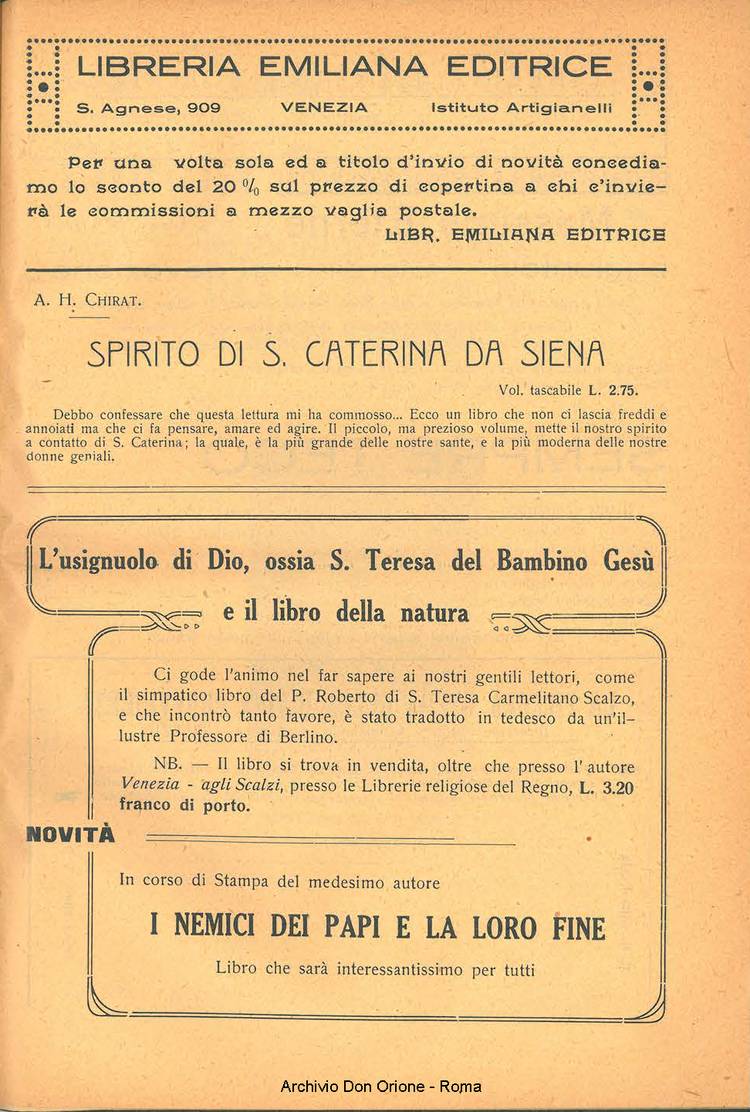 LIBRERIA EMILIANA EDITRICE
S. Agnese, 909 VENEZIA Istituto Artigianelli
Per una volta sola ed a titolo d'invio di novità concedia-
mo lo sconto del 20 % sul prezzo di copertina a chi c'invie-
rà le commissioni a mezzo vaglia postale.
LIBR. EMILIANA EDITRICE
A. H. CHIRAT.
SPIRITO DI S. CATERINA DA SIENA
Vol. tascabile L. 2.75.
Debbo confessare che questa lettura mi ha commosso... Ecco un libro che non ci lascia freddi e
annoiati ma che ci fa pensare, amare ed agire. Il piccolo, ma prezioso volume, mette il nostro spirito
a contatto di S. Caterina; la quale, è la più grande delle nostre sante, e la più moderna delle nostre
donne geniali.
L'usignuolo di Dio, ossia S. Teresa del Bambino Gesù
e il libro della natura
Ci gode l'animo nel far sapere ai nostri gentili lettori, come
il simpatico libro del P. Roberto di S. Teresa Carmelitano Scalzo,
e che incontrò tanto favore, è stato tradotto in tedesco da un'il-
lustre Professore di Berlino.
NB. — Il libro si trova in vendita, oltre che presso l'autore
Venezia - agli Scalzi, presso le Librerie religiose del Regno, L. 3.20
franco di porto.
NOVITÀ
In corso di Stampa del medesimo autore
I NEMICI DEI PAPI E LA LORO FINE
Libro che sarà interessantissimo per tutti
Archivio Don Orione - Roma